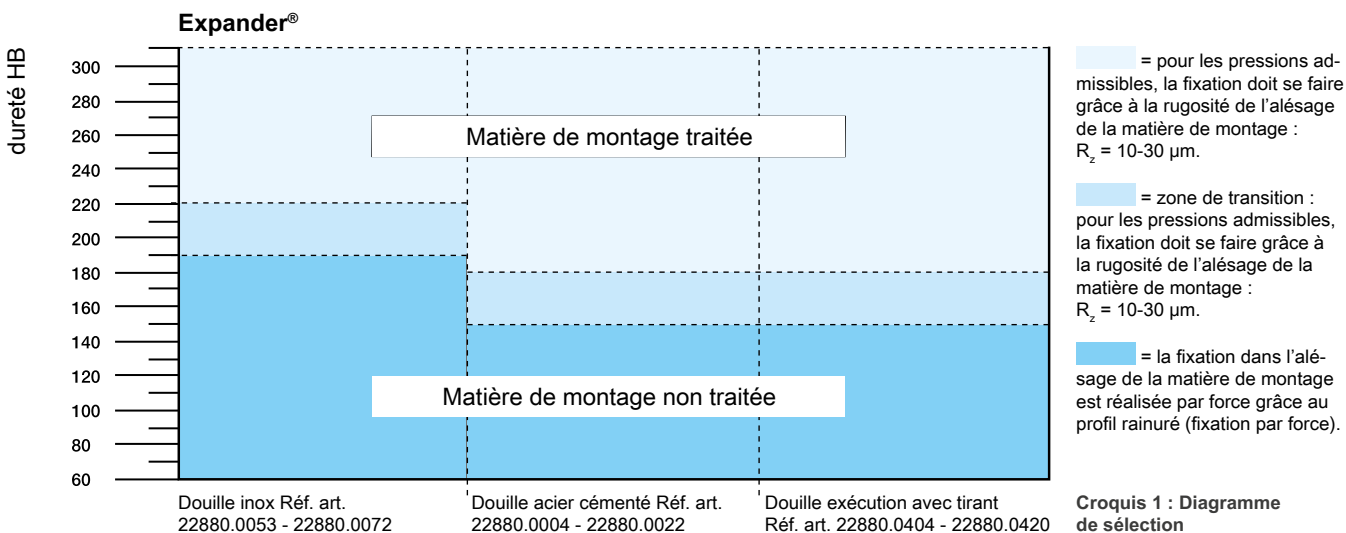 Expander®
dureté HB
300
280
260
240
220
200
180
160
140
120
100
80
60
Matière de montage traitée
Matière de montage non traitée
Douille inox Réf. art.
22880.0053 - 22880.0072
Douille acier cémenté Réf. art.
22880.0004 - 22880.0022
Douille exécution avec tirant
Réf. art. 22880.0404 - 22880.0420
= pour les pressions ad-
missibles, la fixation doit se faire
grâce à la rugosité de l'alésage
de la matière de montage :
Rz = 10-30 µm.
= zone de transition :
pour les pressions admissibles,
la fixation doit se faire grâce à
la rugosité de l'alésage de la
matière de montage :
Rz = 10-30 µm.
= la fixation dans l'alé-
sage de la matière de montage
est réalisée par force grâce au
profil rainuré (fixation par force).
Croquis 1 : Diagramme
de sélection